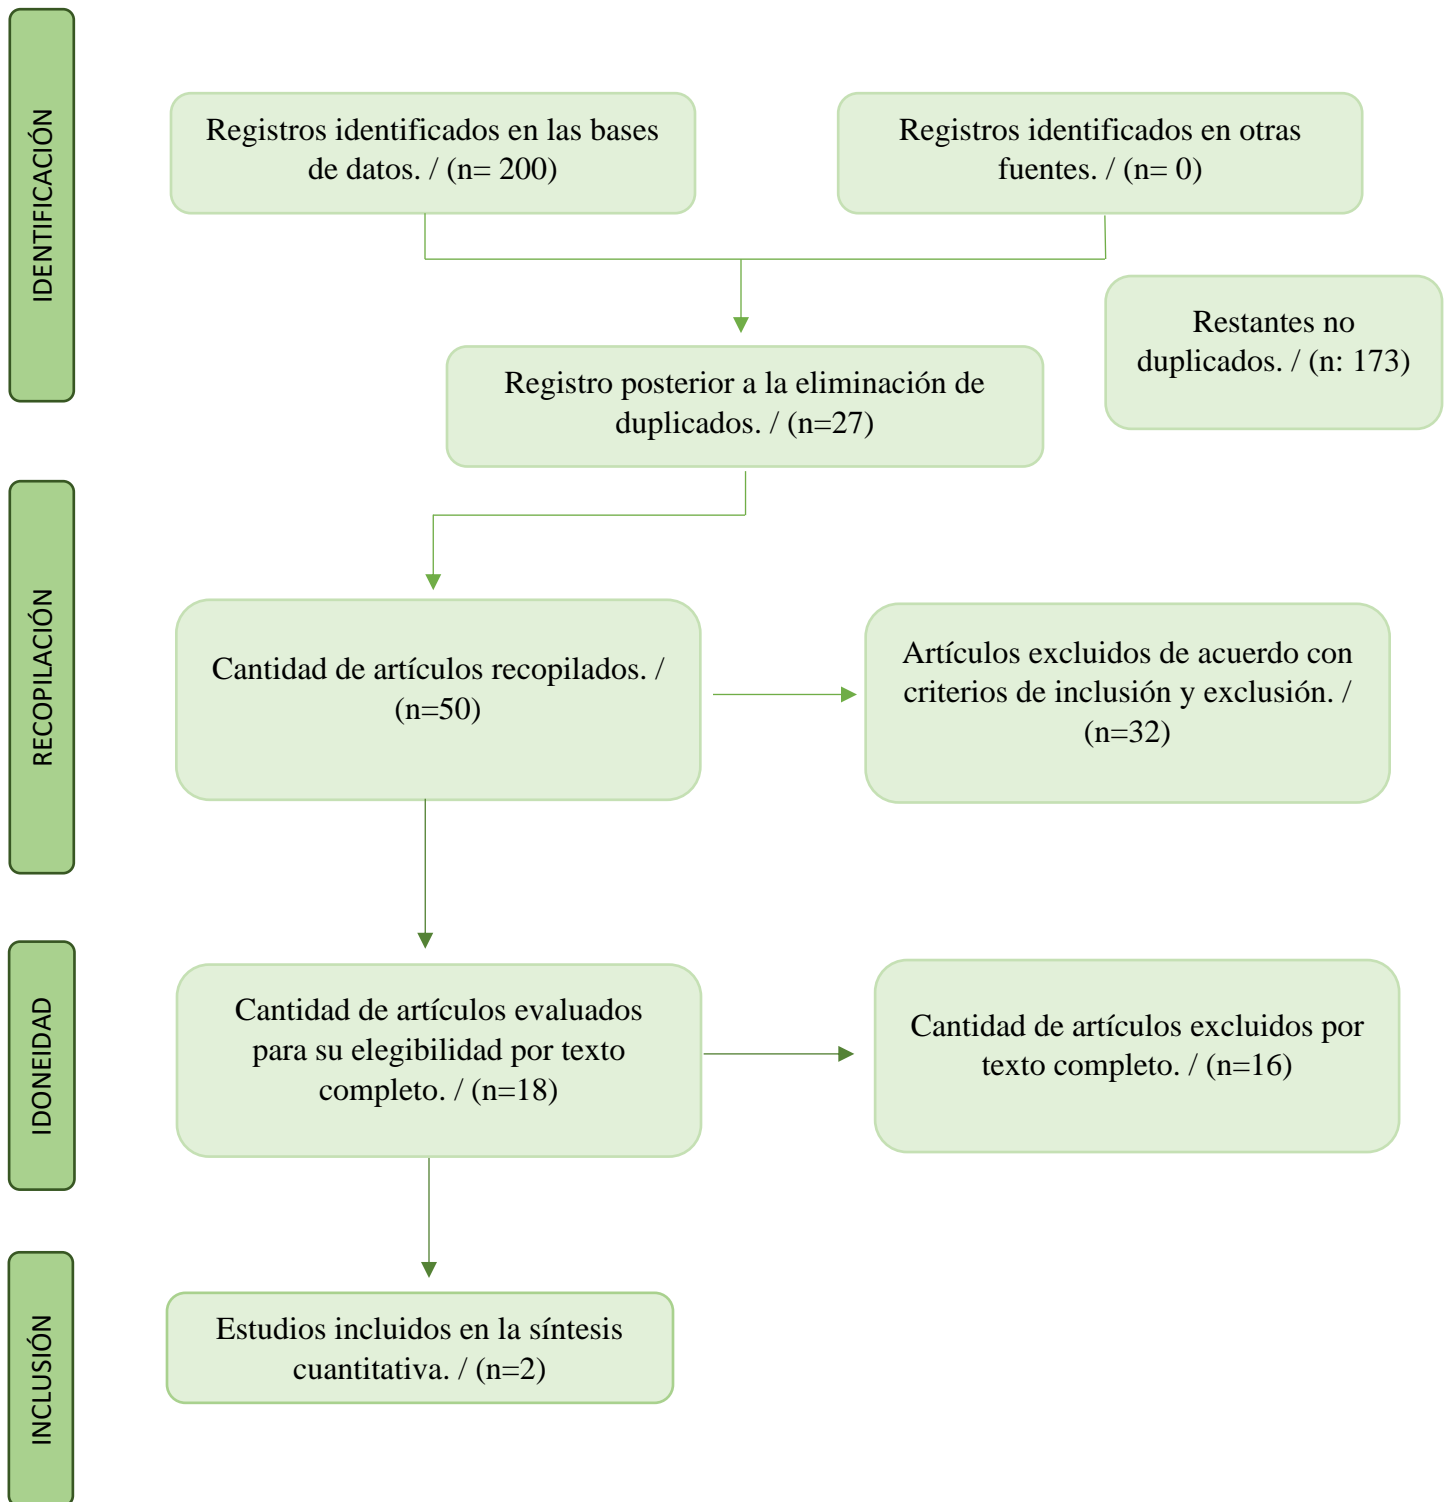 IDENTIFICACIÓN
Registros identificados en las bases
de datos. / (n= 200)
Registros identificados en otras
fuentes. / (n= 0)
Restantes no
duplicados. / (n: 173)
Registro posterior a la eliminación de
duplicados. / (n=27)
RECOPILACIÓN
Cantidad de artículos recopilados. /
(n=50)
Artículos excluidos de acuerdo con
criterios de inclusión y exclusión. /
(n=32)
IDONEIDAD
Cantidad de artículos evaluados
para su elegibilidad por texto
completo. / (n=18)
Cantidad de artículos excluidos por
texto completo. / (n=16)
INCLUSIÓN
Estudios incluidos en la síntesis
cuantitativa. / (n=2)